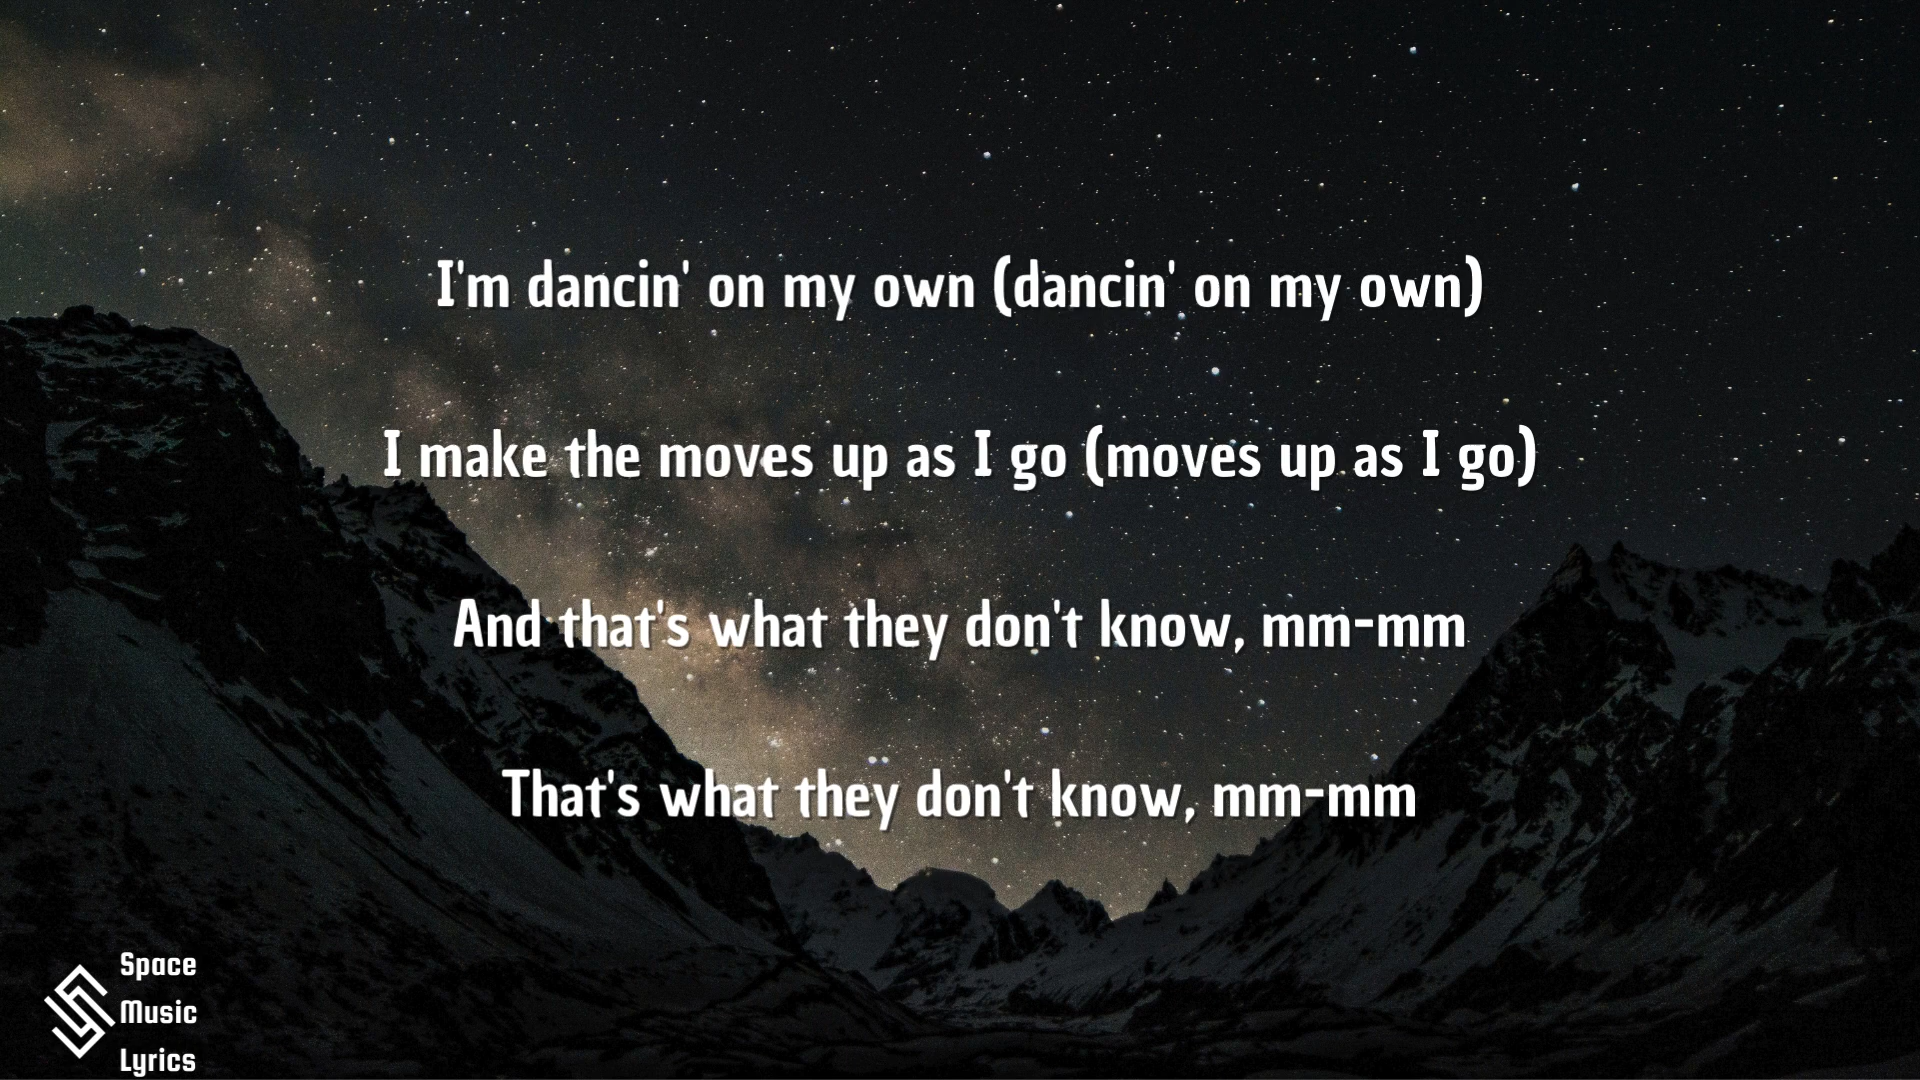 I'm dancin' on my own (dancin' on my own)
I make the moves up as I go (moves up as I go)
And that's what they don't know, mm-mm
That's what they don't know, mm-mm
Space
Music
Lyrics